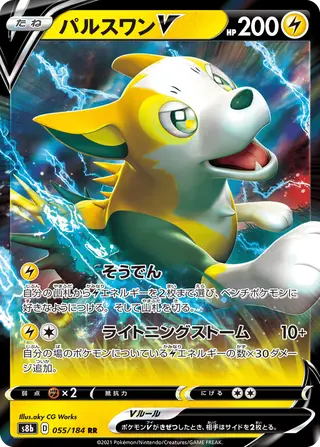 たね
パルスワンV HP 200
そうでん
自分の山札から エネルギーを2枚まで選び、ベンチポケモンに
好きなようにつける。そして山札を切る。
ライトニングストーム 10+
自分の場のポケモンについている エネルギーの数×30ダメー
ジ追加。
弱点 ×2 抵抗力 にげる
Illus.aky CG Works
Vルール
ポケモンVがきぜつしたとき、相手はサイドを2枚とる。
s8b D 055/184 RR
©2021 Pokémon/Nintendo/Creatures/GAME FREAK.